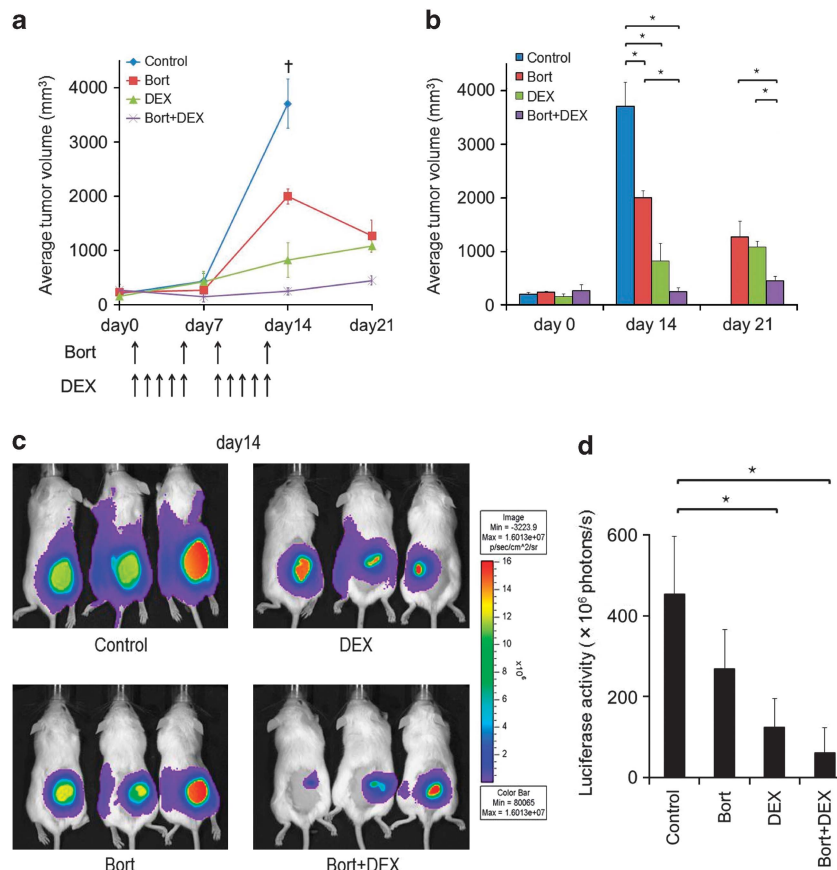 a
Average tumor volume (mm³)
4000
3000
2000
1000
0
Control
Bort
DEX
Bort+DEX
†
day0
day7
day14
day21
Bort
DEX
b
Average tumor volume (mm³)
4000
3000
2000
1000
0
Control
Bort
DEX
Bort+DEX
*
*
*
*
*
*
day 0
day 14
day 21
c
day14
Control
DEX
Bort
Bort+DEX
Image
Min = -3223.9
Max = 1.6013e+07
p/sec/cm^2/sr
16
14
12
10
8
6
4
2
x10⁶
Color Bar
Min = 80065
Max = 1.6013e+07
d
Luciferase activity (×10⁶ photons/s)
600
400
200
0
*
*
Control
Bort
DEX
Bort+DEX